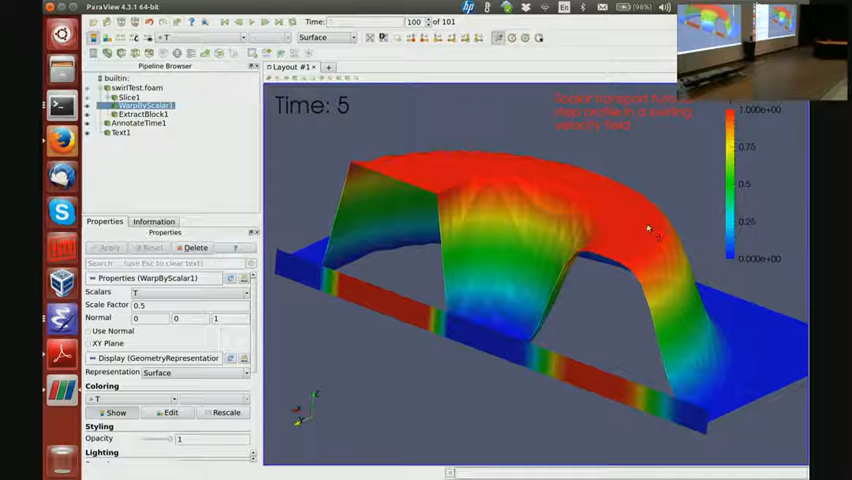 ParaView 4.3.1 64-bit
En
(98%)
Time:
100
of 101
T
Surface
Pipeline Browser
Layout #1
builtin:
swirlTest.foam
Slice1
WarpByScalar1
ExtractBlock1
AnnotateTime1
Text1
Time: 5
step profile in a swirling
velocity field
1.000e+00
0.75
0.5
0.25
0.000e+00
Properties
Information
Properties
Apply
Reset
Delete
?
Search ... (use Esc to clear text)
Properties (WarpByScalar1)
Scalars
T
Scale Factor
0.5
Normal
0
0
1
Use Normal
XY Plane
Display (GeometryRepresentation
Representation
Surface
Coloring
T
Show
Edit
Rescale
Styling
Opacity
1
Lighting